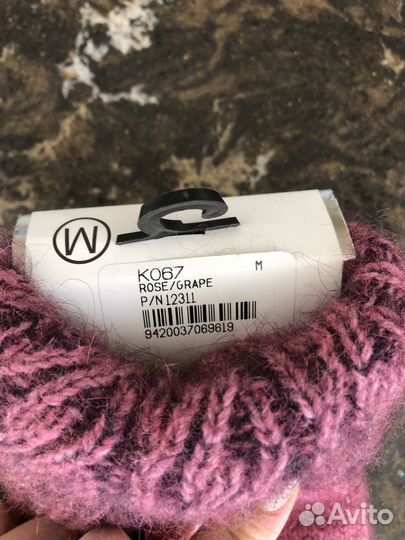 M
K067 M
ROSE/GRAPE
P/N 12311
9420037069619
Avito